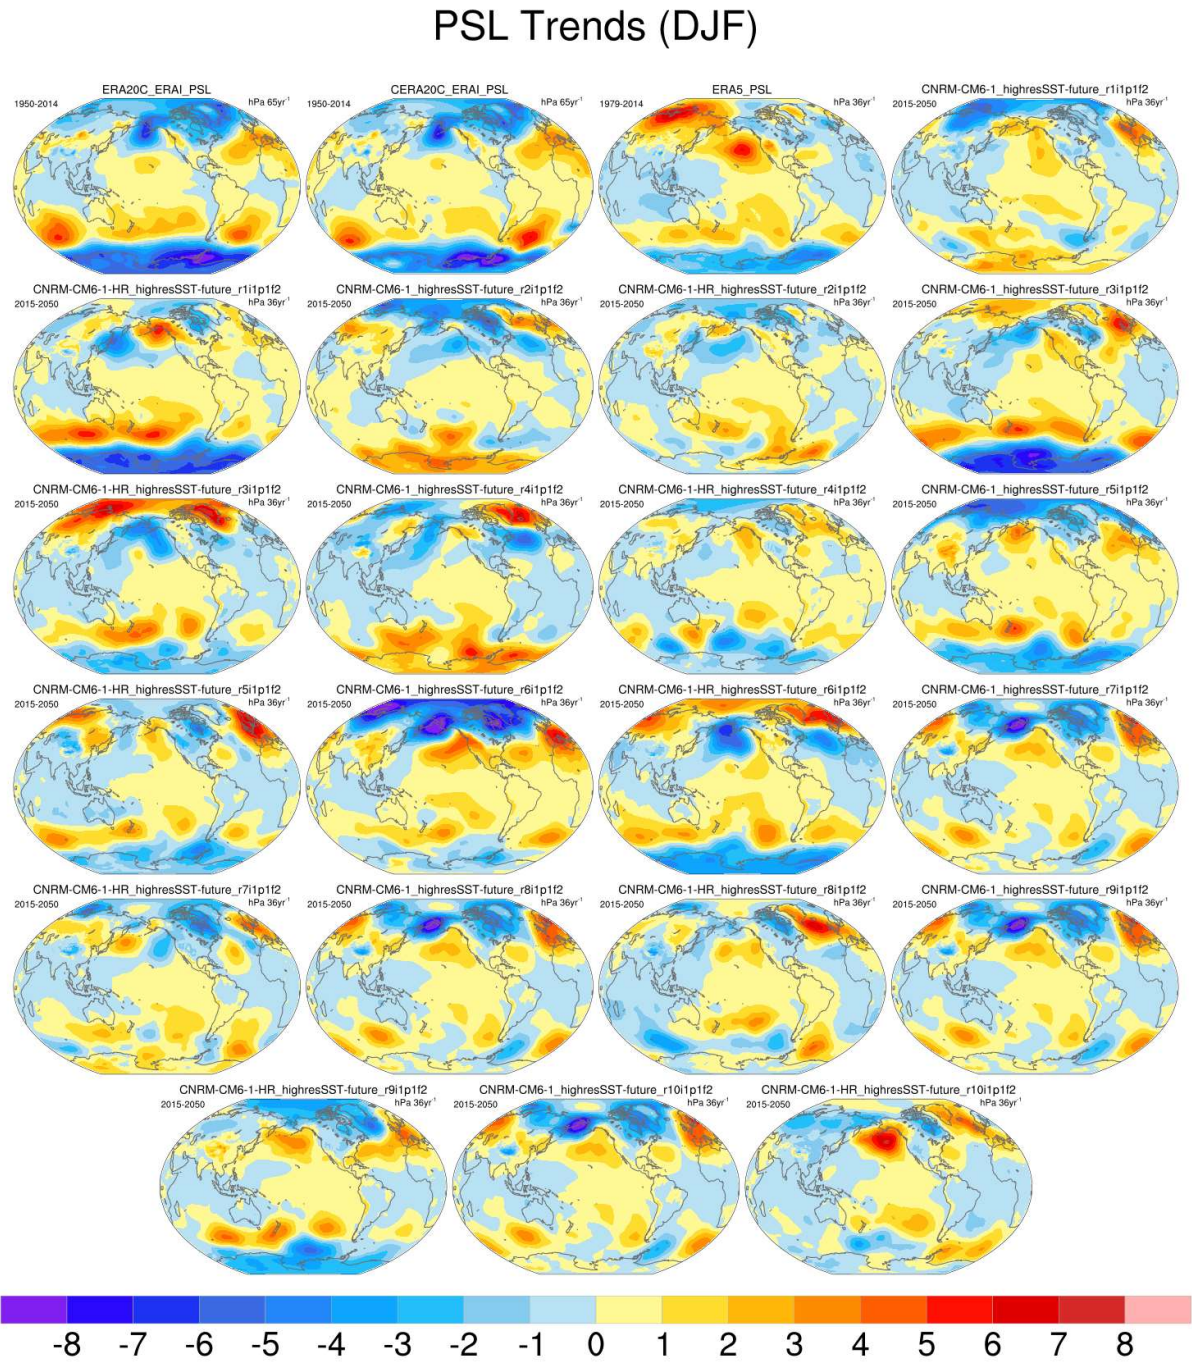 PSL Trends (DJF)
ERA20C_ERAI_PSL
1950-2014 hPa 65yr-1
CERA20C_ERAI_PSL
1950-2014 hPa 65yr-1
ERA5_PSL
1979-2014 hPa 36yr-1
CNRM-CM6-1_highresSST-future_r1i1p1f2
2015-2050 hPa 36yr-1
CNRM-CM6-1-HR_highresSST-future_r1i1p1f2
2015-2050 hPa 36yr-1
CNRM-CM6-1_highresSST-future_r2i1p1f2
2015-2050 hPa 36yr-1
CNRM-CM6-1-HR_highresSST-future_r2i1p1f2
2015-2050 hPa 36yr-1
CNRM-CM6-1_highresSST-future_r3i1p1f2
2015-2050 hPa 36yr-1
CNRM-CM6-1-HR_highresSST-future_r3i1p1f2
2015-2050 hPa 36yr-1
CNRM-CM6-1_highresSST-future_r4i1p1f2
2015-2050 hPa 36yr-1
CNRM-CM6-1-HR_highresSST-future_r4i1p1f2
2015-2050 hPa 36yr-1
CNRM-CM6-1_highresSST-future_r5i1p1f2
2015-2050 hPa 36yr-1
CNRM-CM6-1-HR_highresSST-future_r5i1p1f2
2015-2050 hPa 36yr-1
CNRM-CM6-1_highresSST-future_r6i1p1f2
2015-2050 hPa 36yr-1
CNRM-CM6-1-HR_highresSST-future_r6i1p1f2
2015-2050 hPa 36yr-1
CNRM-CM6-1_highresSST-future_r7i1p1f2
2015-2050 hPa 36yr-1
CNRM-CM6-1-HR_highresSST-future_r7i1p1f2
2015-2050 hPa 36yr-1
CNRM-CM6-1_highresSST-future_r8i1p1f2
2015-2050 hPa 36yr-1
CNRM-CM6-1-HR_highresSST-future_r8i1p1f2
2015-2050 hPa 36yr-1
CNRM-CM6-1_highresSST-future_r9i1p1f2
2015-2050 hPa 36yr-1
CNRM-CM6-1-HR_highresSST-future_r9i1p1f2
2015-2050 hPa 36yr-1
CNRM-CM6-1_highresSST-future_r10i1p1f2
2015-2050 hPa 36yr-1
CNRM-CM6-1-HR_highresSST-future_r10i1p1f2
2015-2050 hPa 36yr-1
-8 -7 -6 -5 -4 -3 -2 -1 0 1 2 3 4 5 6 7 8